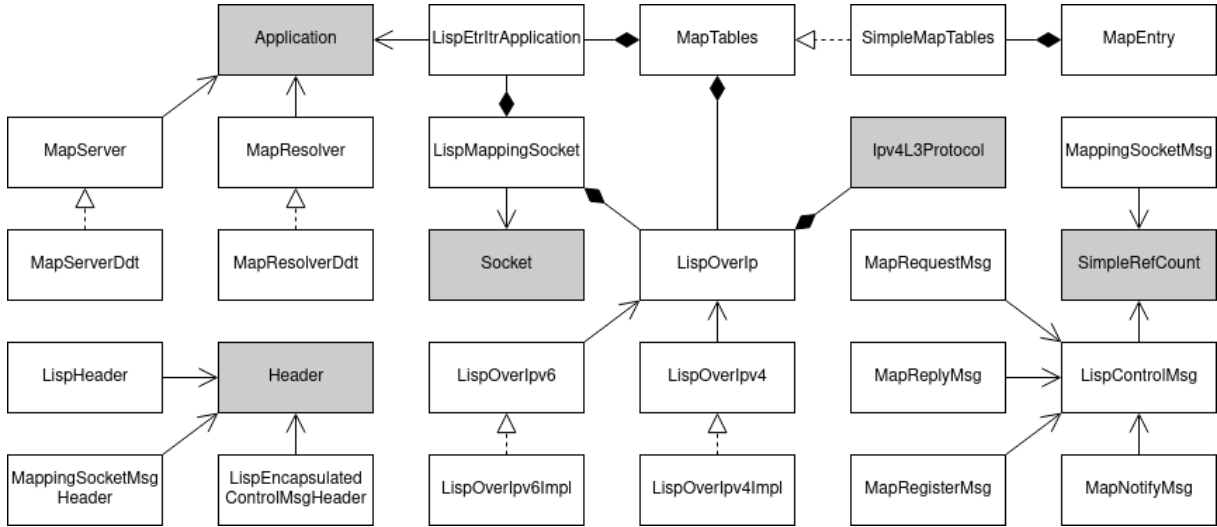 Application
LispEtrItrApplication
MapTables
SimpleMapTables
MapEntry
MapServer
MapResolver
LispMappingSocket
Ipv4L3Protocol
MappingSocketMsg
MapServerDdt
MapResolverDdt
Socket
LispOverIp
MapRequestMsg
SimpleRefCount
LispHeader
Header
LispOverIpv6
LispOverIpv4
MapReplyMsg
LispControlMsg
MappingSocketMsg
Header
LispEncapsulated
ControlMsgHeader
LispOverIpv6Impl
LispOverIpv4Impl
MapRegisterMsg
MapNotifyMsg